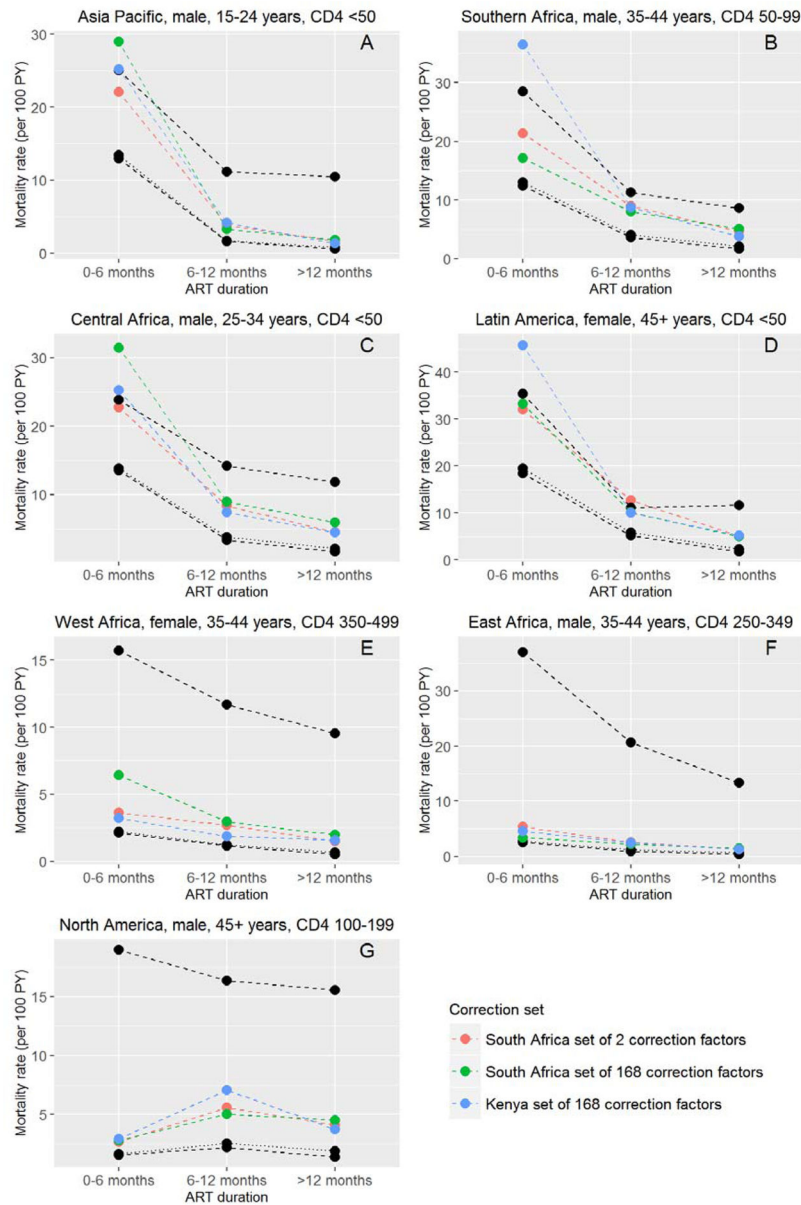 Asia Pacific, male, 15-24 years, CD4 <50
A
Mortality rate (per 100 PY)
30
20
10
0
0-6 months 6-12 months >12 months
ART duration
Southern Africa, male, 35-44 years, CD4 50-99
B
Mortality rate (per 100 PY)
30
20
10
0
0-6 months 6-12 months >12 months
ART duration
Central Africa, male, 25-34 years, CD4 <50
C
Mortality rate (per 100 PY)
30
20
10
0-6 months 6-12 months >12 months
ART duration
Latin America, female, 45+ years, CD4 <50
D
Mortality rate (per 100 PY)
40
30
20
10
0
0-6 months 6-12 months >12 months
ART duration
West Africa, female, 35-44 years, CD4 350-499
E
Mortality rate (per 100 PY)
15
10
5
0
0-6 months 6-12 months >12 months
ART duration
East Africa, male, 35-44 years, CD4 250-349
F
Mortality rate (per 100 PY)
30
20
10
0
0-6 months 6-12 months >12 months
ART duration
North America, male, 45+ years, CD4 100-199
G
Mortality rate (per 100 PY)
15
10
5
0-6 months 6-12 months >12 months
ART duration
Correction set
South Africa set of 2 correction factors
South Africa set of 168 correction factors
Kenya set of 168 correction factors